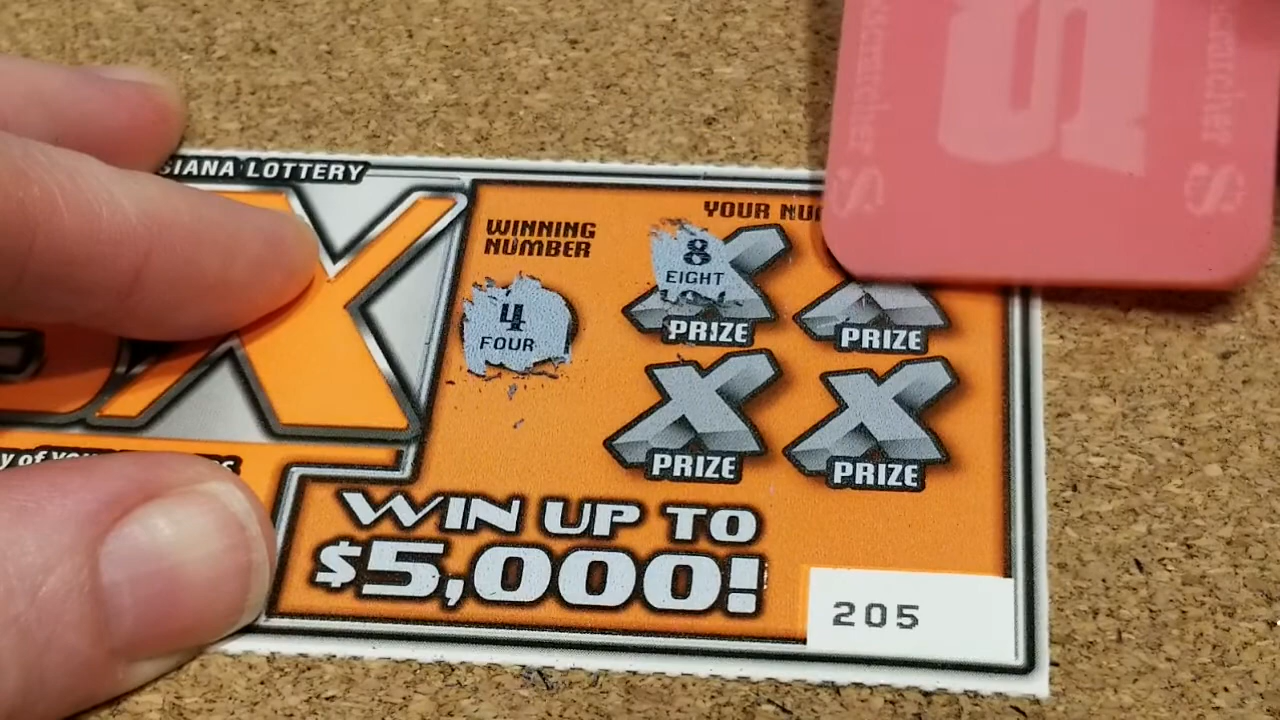 SIANA LOTTERY
WINNING
NUMBER
4
FOUR
YOUR
8
EIGHT
PRIZE
PRIZE
PRIZE
PRIZE
WIN UP TO
$5,000!
205
$ $